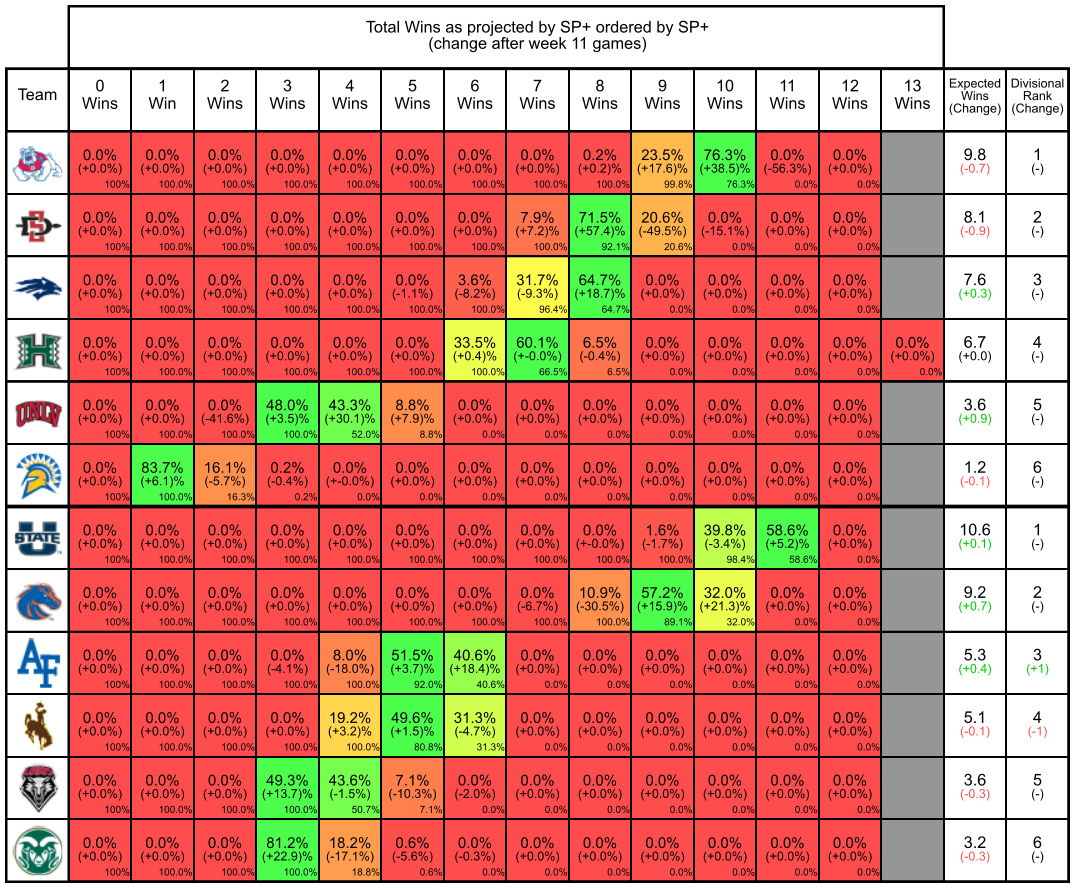 Total Wins as projected by SP+ ordered by SP+
(change after week 11 games)
Team 0 Wins 1 Win 2 Wins 3 Wins 4 Wins 5 Wins 6 Wins 7 Wins 8 Wins 9 Wins 10 Wins 11 Wins 12 Wins 13 Wins Expected Wins (Change) Divisional Rank (Change)
0.0% 0.0% 0.0% 0.0% 0.0% 0.0% 0.0% 0.0% 0.2% 23.5% 76.3% 0.0% 0.0% 9.8 1
(+0.0%) (+0.0%) (+0.0%) (+0.0%) (+0.0%) (+0.0%) (+0.0%) (+0.0%) (+0.2)% (+17.6)% (+38.5)% (-56.3%) (+0.0%) (-0.7) (-)
100% 100.0% 100.0% 100.0% 100.0% 100.0% 100.0% 100.0% 100.0% 99.8% 76.3% 0.0% 0.0%
SD
0.0% 0.0% 0.0% 0.0% 0.0% 0.0% 0.0% 7.9% 71.5% 20.6% 0.0% 0.0% 0.0% 8.1 2
(+0.0%) (+0.0%) (+0.0%) (+0.0%) (+0.0%) (+0.0%) (+0.0%) (+7.2)% (+57.4)% (-49.5%) (-15.1%) (+0.0%) (+0.0%) (-0.9) (-)
100% 100.0% 100.0% 100.0% 100.0% 100.0% 100.0% 100.0% 92.1% 20.6% 0.0% 0.0% 0.0%
0.0% 0.0% 0.0% 0.0% 0.0% 0.0% 3.6% 31.7% 64.7% 0.0% 0.0% 0.0% 0.0% 7.6 3
(+0.0%) (+0.0%) (+0.0%) (+0.0%) (+0.0%) (-1.1%) (-8.2%) (-9.3%) (+18.7)% (+0.0%) (+0.0%) (+0.0%) (+0.0%) (+0.3) (-)
100% 100.0% 100.0% 100.0% 100.0% 100.0% 100.0% 96.4% 64.7% 0.0% 0.0% 0.0% 0.0%
H
0.0% 0.0% 0.0% 0.0% 0.0% 0.0% 33.5% 60.1% 6.5% 0.0% 0.0% 0.0% 0.0% 0.0% 6.7 4
(+0.0%) (+0.0%) (+0.0%) (+0.0%) (+0.0%) (+0.0%) (+0.4)% (+-0.0%) (-0.4%) (+0.0%) (+0.0%) (+0.0%) (+0.0%) (+0.0%) (+0.0) (-)
100% 100.0% 100.0% 100.0% 100.0% 100.0% 100.0% 66.5% 6.5% 0.0% 0.0% 0.0% 0.0% 0.0%
UNLV
0.0% 0.0% 0.0% 48.0% 43.3% 8.8% 0.0% 0.0% 0.0% 0.0% 0.0% 0.0% 0.0% 3.6 5
(+0.0%) (+0.0%) (-41.6%) (+3.5)% (+30.1)% (+7.9)% (+0.0%) (+0.0%) (+0.0%) (+0.0%) (+0.0%) (+0.0%) (+0.0%) (+0.9) (-)
100% 100.0% 100.0% 100.0% 52.0% 8.8% 0.0% 0.0% 0.0% 0.0% 0.0% 0.0% 0.0%
0.0% 83.7% 16.1% 0.2% 0.0% 0.0% 0.0% 0.0% 0.0% 0.0% 0.0% 0.0% 0.0% 1.2 6
(+0.0%) (+6.1)% (-5.7%) (-0.4%) (+-0.0%) (+0.0%) (+0.0%) (+0.0%) (+0.0%) (+0.0%) (+0.0%) (+0.0%) (+0.0%) (-0.1) (-)
100% 100.0% 16.3% 0.2% 0.0% 0.0% 0.0% 0.0% 0.0% 0.0% 0.0% 0.0% 0.0%
U STATE
0.0% 0.0% 0.0% 0.0% 0.0% 0.0% 0.0% 0.0% 0.0% 1.6% 39.8% 58.6% 0.0% 10.6 1
(+0.0%) (+0.0%) (+0.0%) (+0.0%) (+0.0%) (+0.0%) (+0.0%) (+0.0%) (+-0.0%) (-1.7%) (-3.4%) (+5.2)% (+0.0%) (+0.1) (-)
100% 100.0% 100.0% 100.0% 100.0% 100.0% 100.0% 100.0% 100.0% 100.0% 98.4% 58.6% 0.0%
0.0% 0.0% 0.0% 0.0% 0.0% 0.0% 0.0% 0.0% 10.9% 57.2% 32.0% 0.0% 0.0% 9.2 2
(+0.0%) (+0.0%) (+0.0%) (+0.0%) (+0.0%) (+0.0%) (+0.0%) (-6.7%) (-30.5%) (+15.9)% (+21.3)% (+0.0%) (+0.0%) (+0.7) (-)
100% 100.0% 100.0% 100.0% 100.0% 100.0% 100.0% 100.0% 100.0% 89.1% 32.0% 0.0% 0.0%
AF
0.0% 0.0% 0.0% 0.0% 8.0% 51.5% 40.6% 0.0% 0.0% 0.0% 0.0% 0.0% 0.0% 5.3 3
(+0.0%) (+0.0%) (+0.0%) (-4.1%) (-18.0%) (+3.7)% (+18.4)% (+0.0%) (+0.0%) (+0.0%) (+0.0%) (+0.0%) (+0.0%) (+0.4) (+1)
100% 100.0% 100.0% 100.0% 100.0% 92.0% 40.6% 0.0% 0.0% 0.0% 0.0% 0.0% 0.0%
0.0% 0.0% 0.0% 0.0% 19.2% 49.6% 31.3% 0.0% 0.0% 0.0% 0.0% 0.0% 0.0% 5.1 4
(+0.0%) (+0.0%) (+0.0%) (+0.0%) (+3.2)% (+1.5)% (-4.7%) (+0.0%) (+0.0%) (+0.0%) (+0.0%) (+0.0%) (+0.0%) (-0.1) (-1)
100% 100.0% 100.0% 100.0% 100.0% 80.8% 31.3% 0.0% 0.0% 0.0% 0.0% 0.0% 0.0%
0.0% 0.0% 0.0% 49.3% 43.6% 7.1% 0.0% 0.0% 0.0% 0.0% 0.0% 0.0% 0.0% 3.6 5
(+0.0%) (+0.0%) (+0.0%) (+13.7)% (-1.5%) (-10.3%) (-2.0%) (+0.0%) (+0.0%) (+0.0%) (+0.0%) (+0.0%) (+0.0%) (-0.3) (-)
100% 100.0% 100.0% 100.0% 50.7% 7.1% 0.0% 0.0% 0.0% 0.0% 0.0% 0.0% 0.0%
0.0% 0.0% 0.0% 81.2% 18.2% 0.6% 0.0% 0.0% 0.0% 0.0% 0.0% 0.0% 0.0% 3.2 6
(+0.0%) (+0.0%) (+0.0%) (+22.9)% (-17.1%) (-5.6%) (-0.3%) (+0.0%) (+0.0%) (+0.0%) (+0.0%) (+0.0%) (+0.0%) (-0.3) (-)
100% 100.0% 100.0% 100.0% 18.8% 0.6% 0.0% 0.0% 0.0% 0.0% 0.0% 0.0% 0.0%